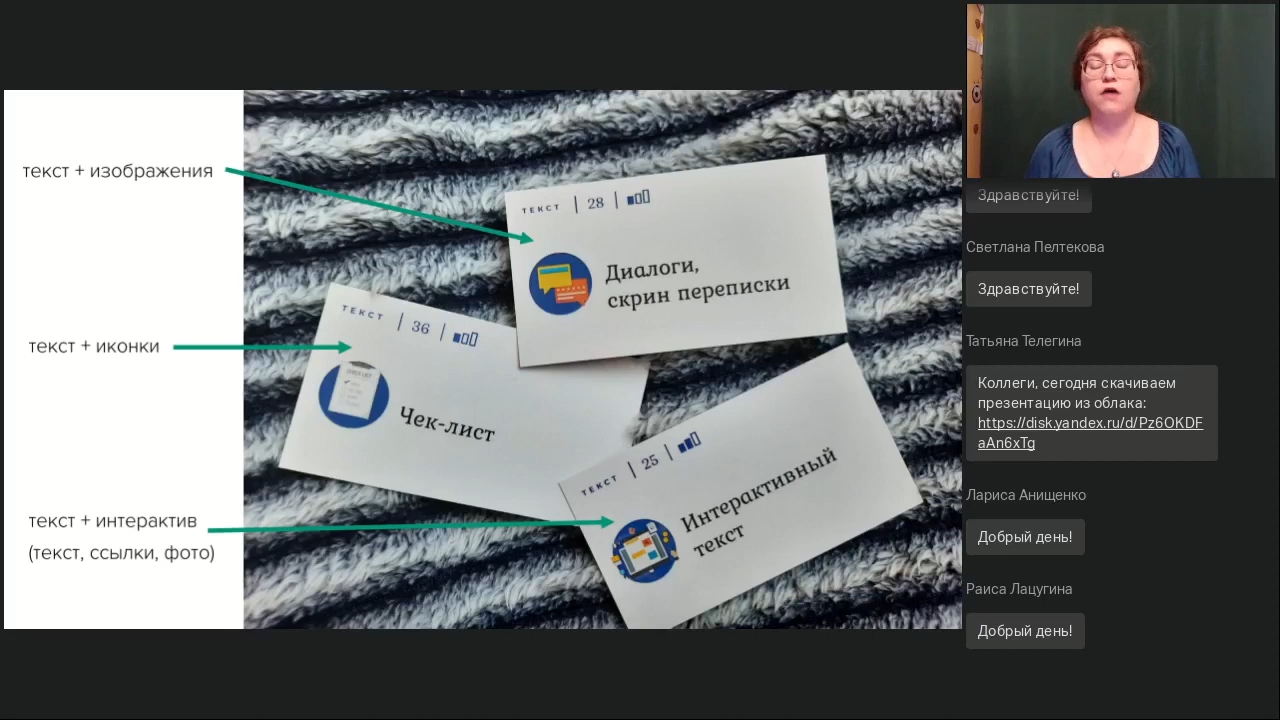 текст + изображения
текст + иконки
текст + интерактив
(текст, ссылки, фото)
ТЕКСТ | 28 |
Диалоги,
скрин переписки
ТЕКСТ | 36 |
CHECK LIST
Чек-лист
ТЕКСТ | 25 |
Интерактивный
текст
Здравствуйте!
Светлана Пелтекова
Здравствуйте!
Татьяна Телегина
Коллеги, сегодня скачиваем
презентацию из облака:
https://disk.yandex.ru/d/Pz6OKDF
aAn6xTg
Лариса Анищенко
Добрый день!
Раиса Лацугина
Добрый день!